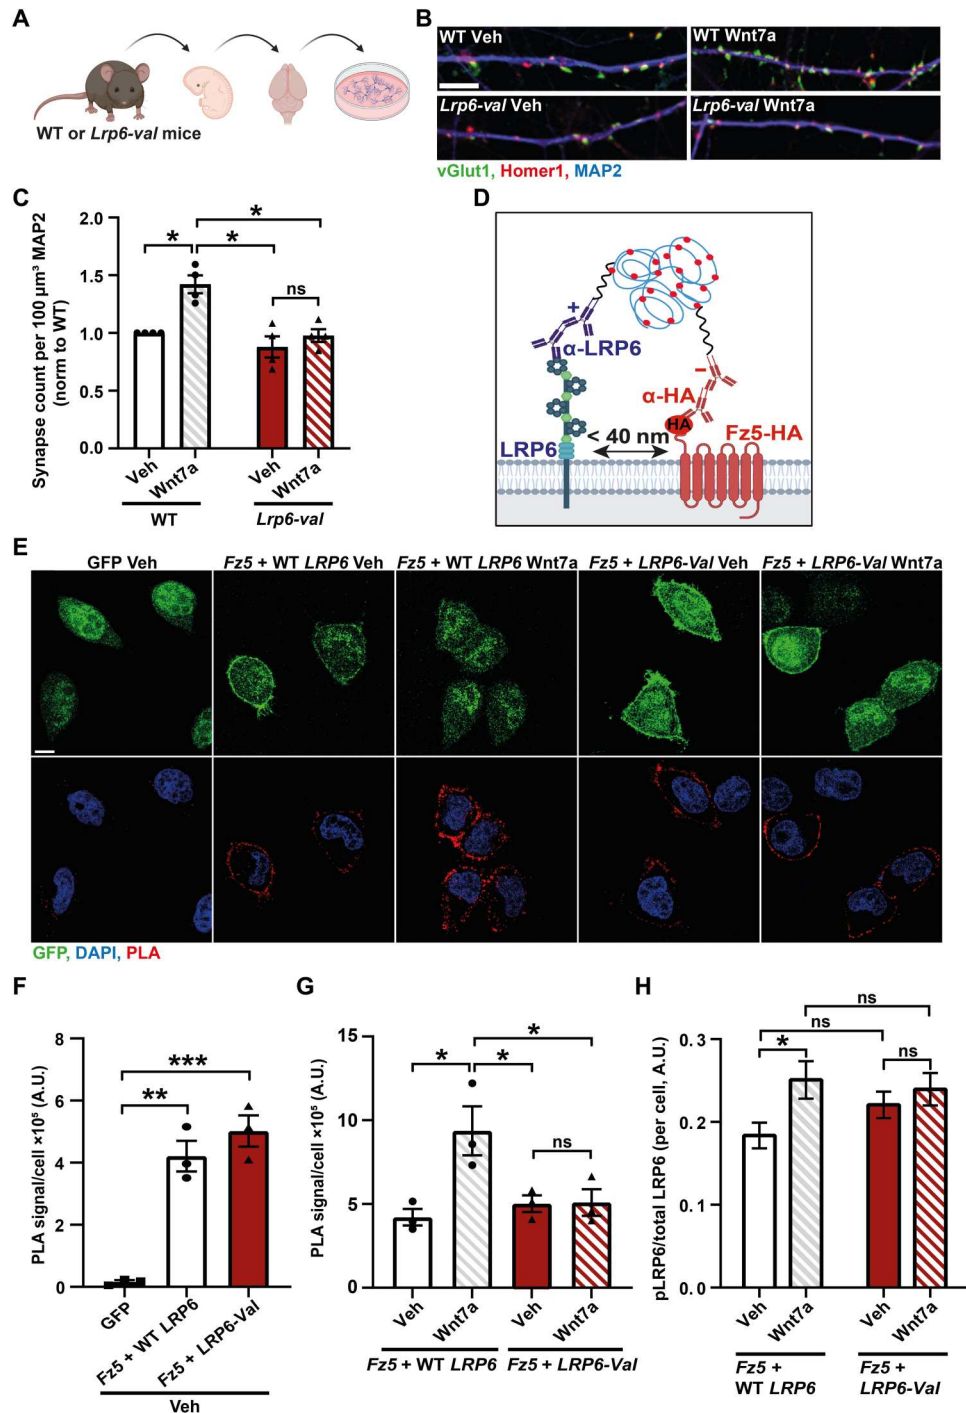 A
WT or Lrp6-val mice
B
WT Veh
WT Wnt7a
Lrp6-val Veh
Lrp6-val Wnt7a
vGlut1, Homer1, MAP2
C
Synapse count per 100 µm³ MAP2
(norm to WT)
2.0
1.5
1.0
0.5
0.0
*
*
*
ns
Veh
Wnt7a
Veh
Wnt7a
WT
Lrp6-val
D
+
α-LRP6
−
α-HA
HA
< 40 nm
LRP6
Fz5-HA
E
GFP Veh
Fz5 + WT LRP6 Veh
Fz5 + WT LRP6 Wnt7a
Fz5 + LRP6-Val Veh
Fz5 + LRP6-Val Wnt7a
GFP, DAPI, PLA
F
PLA signal/cell ×10⁵ (A.U.)
8
6
4
2
0
***
**
GFP
Fz5 + WT LRP6
Fz5 + LRP6-Val
Veh
G
PLA signal/cell ×10⁵ (A.U.)
15
10
5
0
*
*
*
ns
Veh
Wnt7a
Veh
Wnt7a
Fz5 + WT LRP6
Fz5 + LRP6-Val
H
pLRP6/total LRP6 (per cell, A.U.)
0.3
0.2
0.1
0.0
ns
ns
*
ns
Veh
Wnt7a
Veh
Wnt7a
Fz5 +
WT LRP6
Fz5 +
LRP6-Val